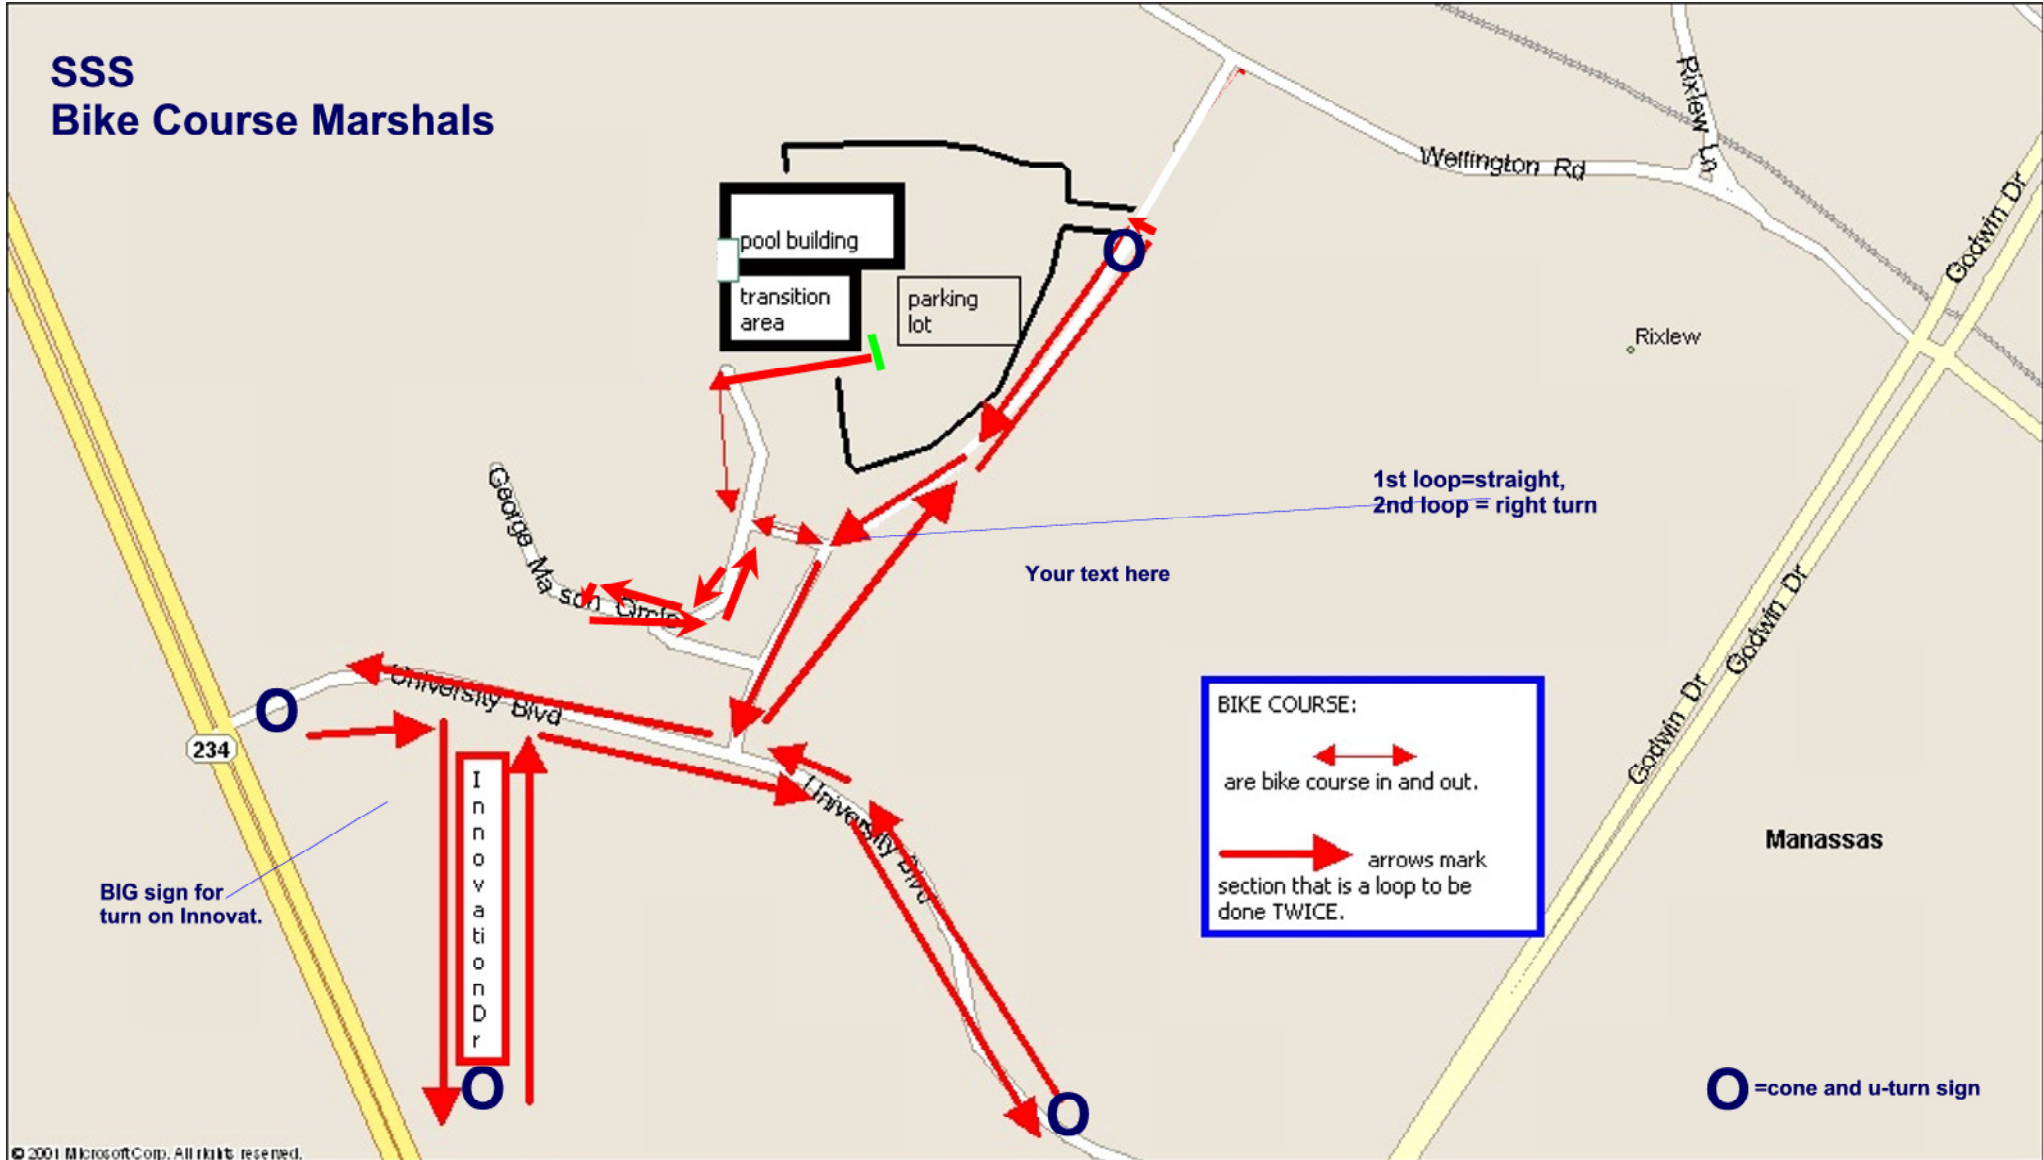 SSS
Bike Course Marshals
Rixlew Ln
Wellington Rd
Godwin Dr
pool building
transition
area
parking
lot
Rixlew
1st loop=straight,
2nd loop = right turn
George Mason Circle
Your text here
Godwin Dr
University Blvd
234
Godwin Dr
BIKE COURSE:
are bike course in and out.
arrows mark
section that is a loop to be
done TWICE.
University Blvd
Manassas
BIG sign for
turn on Innovat.
Innovation Dr
O
O
O
O
O =cone and u-turn sign
© 2001 Microsoft Corp. All rights reserved.